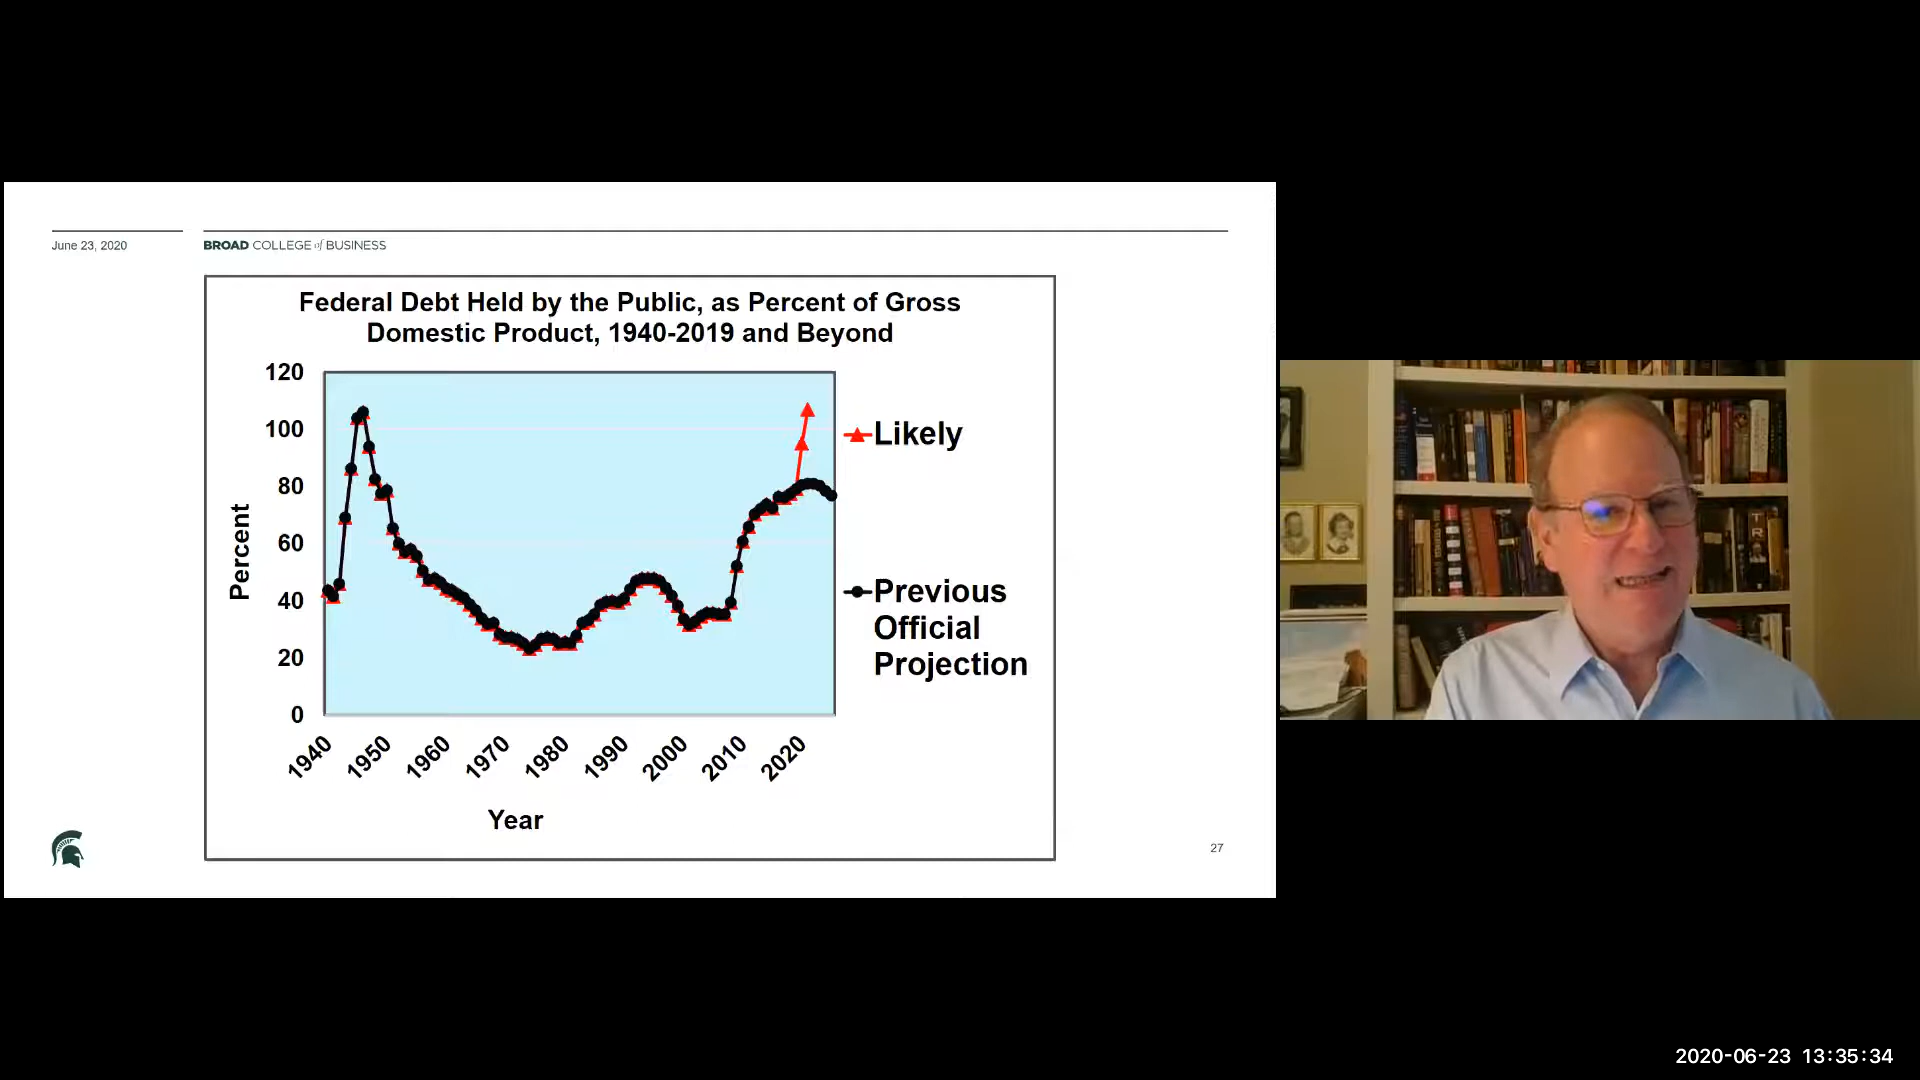 June 23, 2020
BROAD COLLEGE of BUSINESS
Federal Debt Held by the Public, as Percent of Gross
Domestic Product, 1940-2019 and Beyond
120
100
80
60
40
20
0
Percent
1940
1950
1960
1970
1980
1990
2000
2010
2020
Year
Likely
Previous
Official
Projection
27
2020-06-23 13:35:34